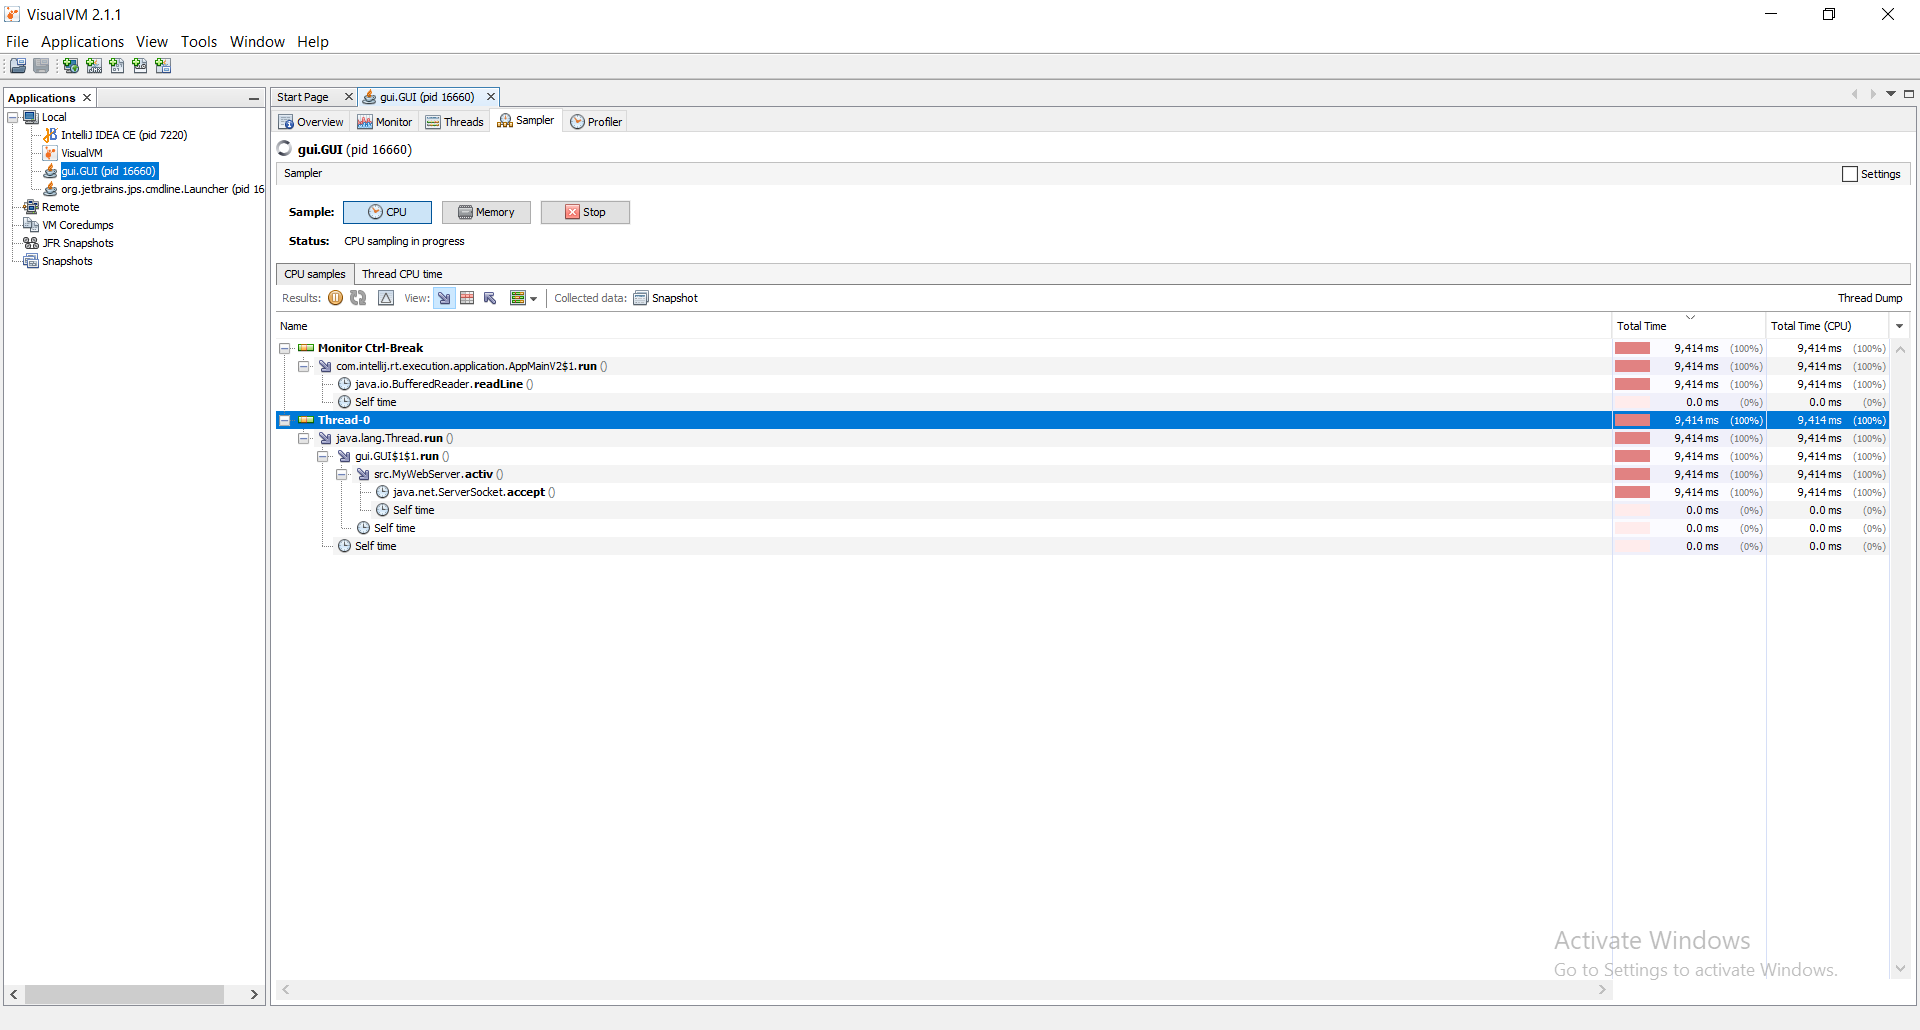 VisualVM 2.1.1
File Applications View Tools Window Help
Applications
Local
IntelliJ IDEA CE (pid 7220)
VisualVM
gui.GUI (pid 16660)
org.jetbrains.jps.cmdline.Launcher (pid 16
Remote
VM Coredumps
JFR Snapshots
Snapshots
Start Page gui.GUI (pid 16660)
Overview Monitor Threads Sampler Profiler
gui.GUI (pid 16660)
Sampler Settings
Sample: CPU Memory Stop
Status: CPU sampling in progress
CPU samples Thread CPU time
Results: View: Collected data: Snapshot Thread Dump
Name Total Time Total Time (CPU)
Monitor Ctrl-Break 9,414 ms (100%) 9,414 ms (100%)
com.intellij.rt.execution.application.AppMainV2$1.run () 9,414 ms (100%) 9,414 ms (100%)
java.io.BufferedReader.readLine () 9,414 ms (100%) 9,414 ms (100%)
Self time 0.0 ms (0%) 0.0 ms (0%)
Thread-0 9,414 ms (100%) 9,414 ms (100%)
java.lang.Thread.run () 9,414 ms (100%) 9,414 ms (100%)
gui.GUI$1$1.run () 9,414 ms (100%) 9,414 ms (100%)
src.MyWebServer.activ () 9,414 ms (100%) 9,414 ms (100%)
java.net.ServerSocket.accept () 9,414 ms (100%) 9,414 ms (100%)
Self time 0.0 ms (0%) 0.0 ms (0%)
Self time 0.0 ms (0%) 0.0 ms (0%)
Self time 0.0 ms (0%) 0.0 ms (0%)
Activate Windows
Go to Settings to activate Windows.